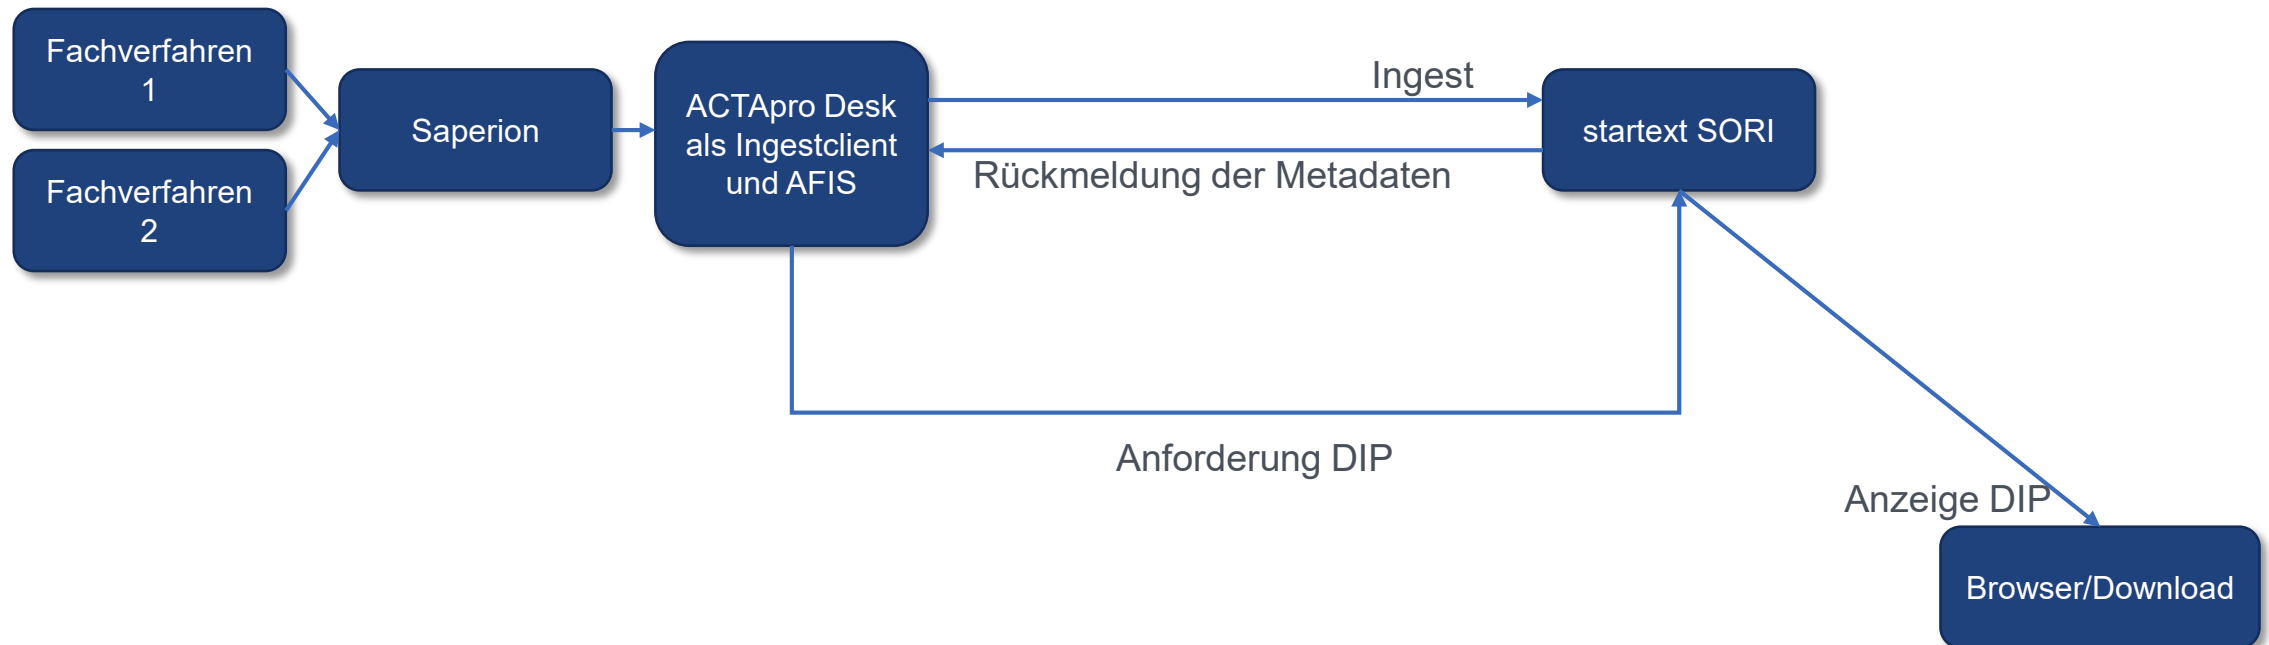 Fachverfahren
1
Fachverfahren
2
Saperion
ACTApro Desk
als Ingestclient
und AFIS
Ingest
Rückmeldung der Metadaten
startext SORI
Anforderung DIP
Anzeige DIP
Browser/Download